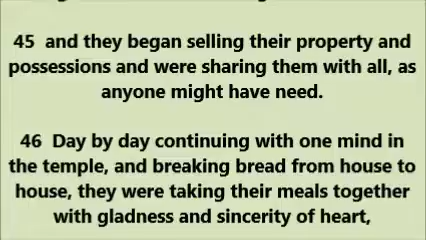 45 and they began selling their property and
possessions and were sharing them with all, as
anyone might have need.
46 Day by day continuing with one mind in
the temple, and breaking bread from house to
house, they were taking their meals together
with gladness and sincerity of heart,